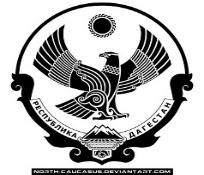 РЕСПУБЛИКА ДАГЕСТАН
NORTH-CAUCASUS.DEVIANTART.COM